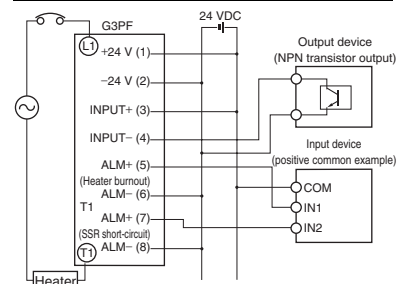 24 VDC
G3PF
L1
+24 V (1)
−24 V (2)
INPUT+ (3)
INPUT− (4)
ALM+ (5)
(Heater burnout)
ALM− (6)
T1
ALM+ (7)
(SSR short-circuit)
T1
ALM− (8)
Heater
Output device
(NPN transistor output)
Input device
(positive common example)
COM
IN1
IN2